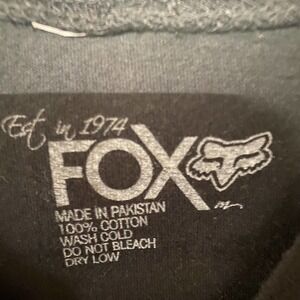 Est in 1974
FOX
MADE IN PAKISTAN
100% COTTON
WASH COLD
DO NOT BLEACH
DRY LOW